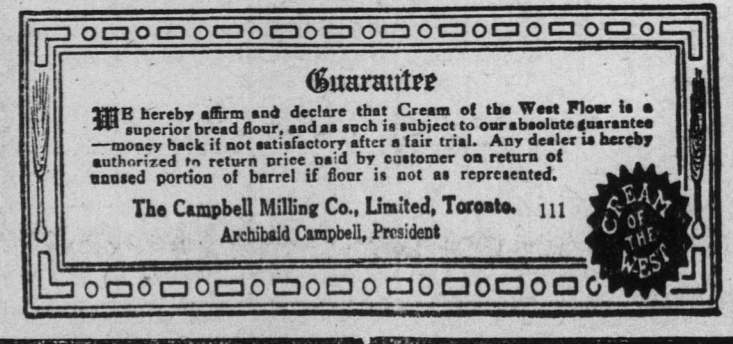 Guarantee
WE hereby affirm and declare that Cream of the West Flour is a
superior bread flour, and as such is subject to our absolute guarantee
—money back if not satisfactory after a fair trial. Any dealer is hereby
authorized to return price paid by customer on return of
unused portion of barrel if flour is not as represented.
The Campbell Milling Co., Limited, Toronto. 111
Archibald Campbell, President
CREAM
OF
THE
WEST